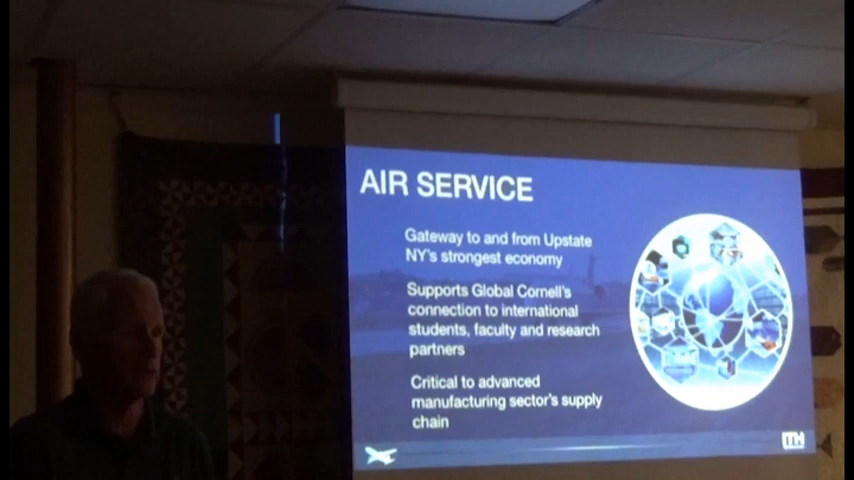 AIR SERVICE
Gateway to and from Upstate
NY's strongest economy
Supports Global Cornell's
connection to international
students, faculty and research
partners
Critical to advanced
manufacturing sector's supply
chain
ITH